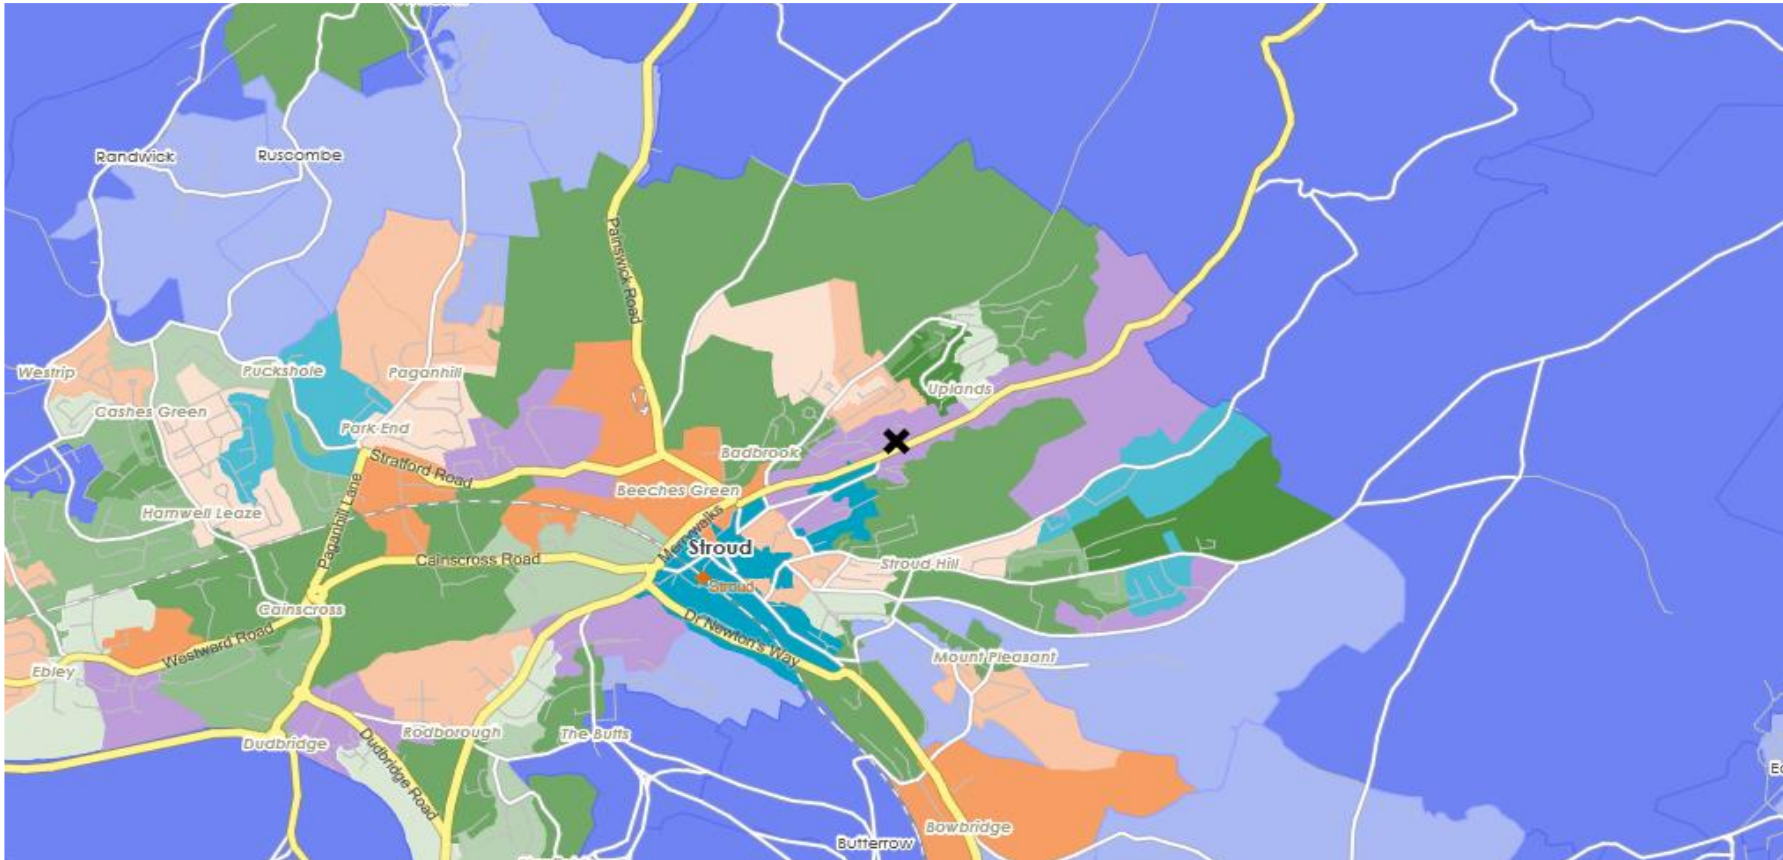 Randwick
Ruscombe
Painswick Road
Westrip
Puckshole
Paganhill
Uplands
Cashes Green
Park End
Badbrook
Stratford Road
Beeches Green
Hamwell Leaze
Paganhill Lane
Merrywalks
Stroud
Cainscross Road
Stroud Hill
Stroud
Cainscross
Dr Newton's Way
Westward Road
Mount Pleasant
Ebley
Rodborough
The Butts
Dudbridge
Dudbridge Road
Bowbridge
Butterrow